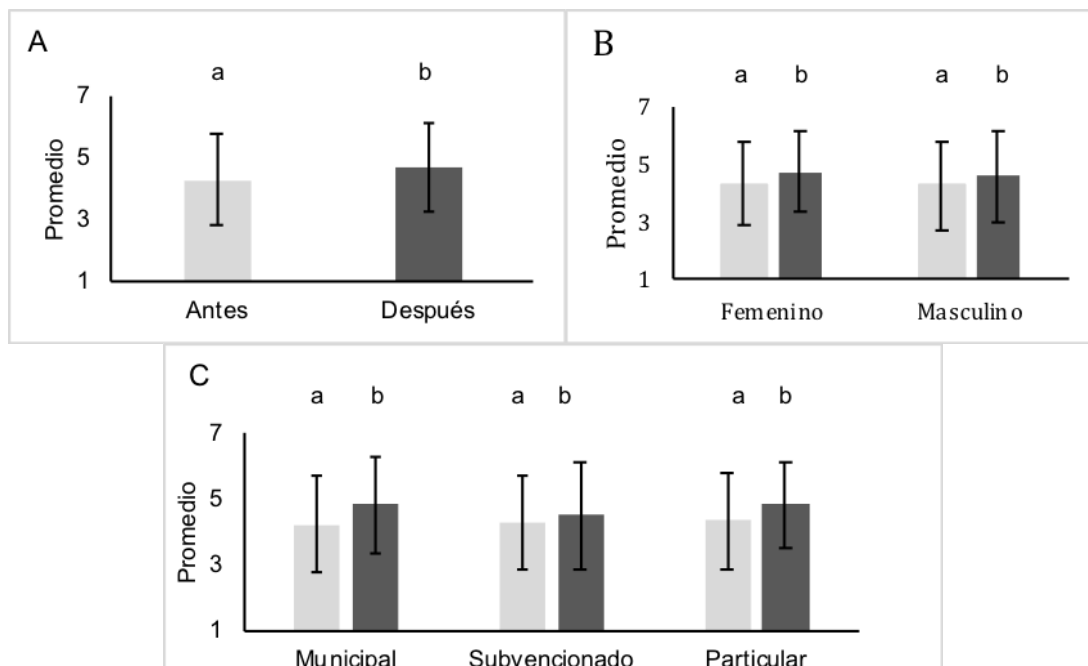 A
a b
7
5
3
1
Promedio
Antes Después
B
a b a b
7
5
3
1
Promedio
Femenino Masculino
C
a b a b a b
7
5
3
1
Promedio
Municipal Subvencionado Particular